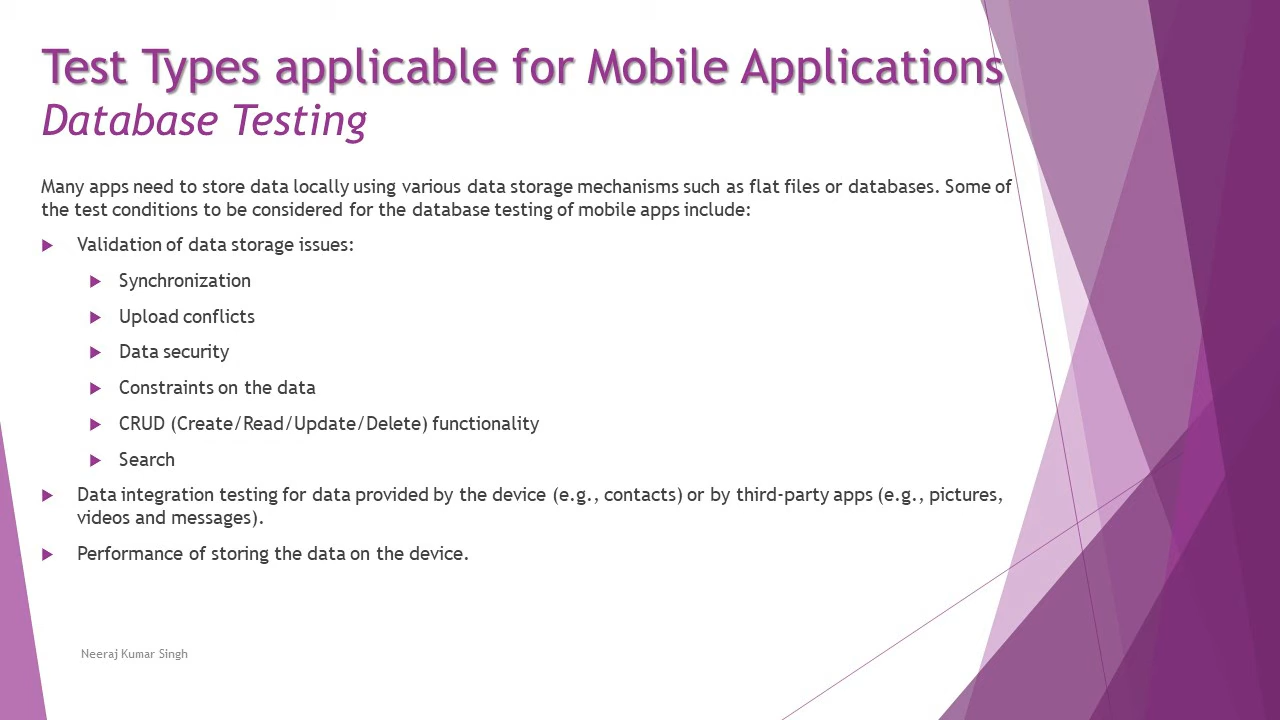 Test Types applicable for Mobile Applications
Database Testing
Many apps need to store data locally using various data storage mechanisms such as flat files or databases. Some of
the test conditions to be considered for the database testing of mobile apps include:
Validation of data storage issues:
Synchronization
Upload conflicts
Data security
Constraints on the data
CRUD (Create/Read/Update/Delete) functionality
Search
Data integration testing for data provided by the device (e.g., contacts) or by third-party apps (e.g., pictures,
videos and messages).
Performance of storing the data on the device.
Neeraj Kumar Singh